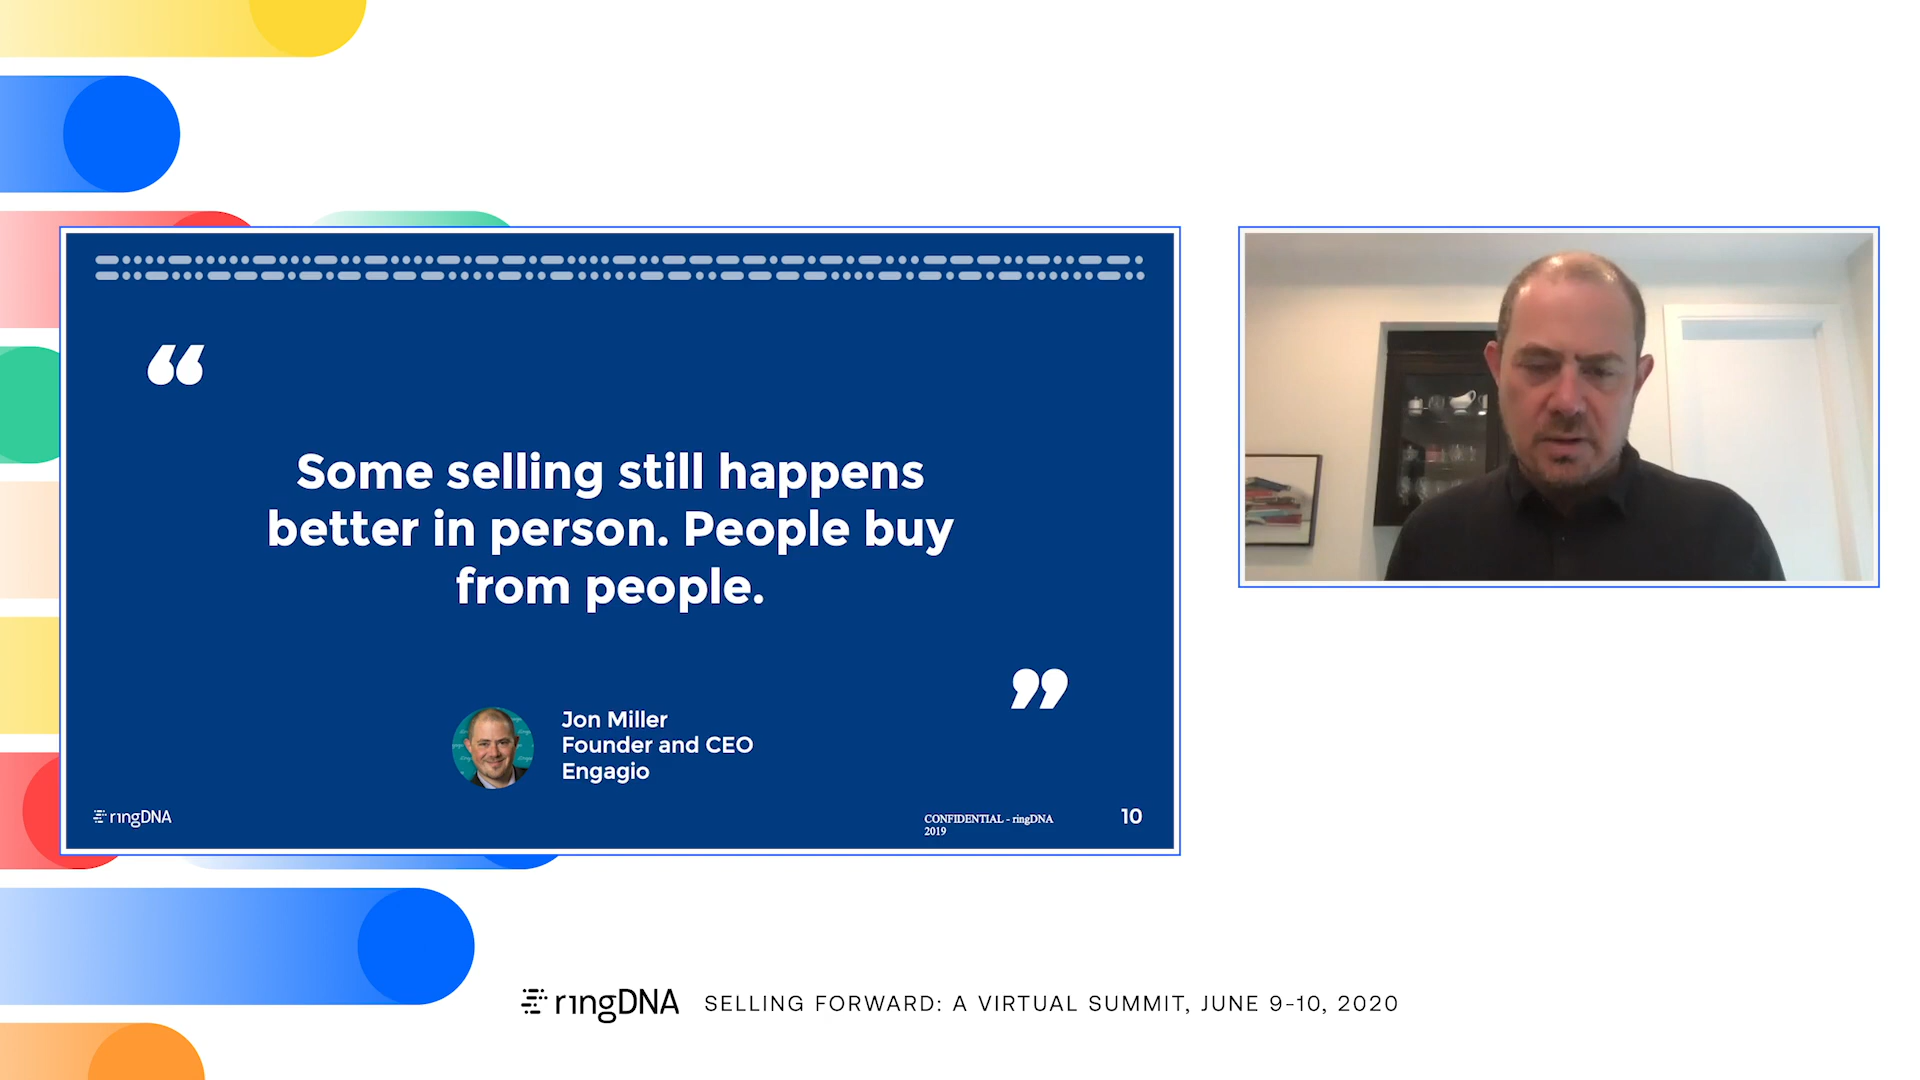 “
Some selling still happens
better in person. People buy
from people.
”
Jon Miller
Founder and CEO
Engagio
ringDNA
CONFIDENTIAL - ringDNA
2019
10
ringDNA SELLING FORWARD: A VIRTUAL SUMMIT, JUNE 9-10, 2020